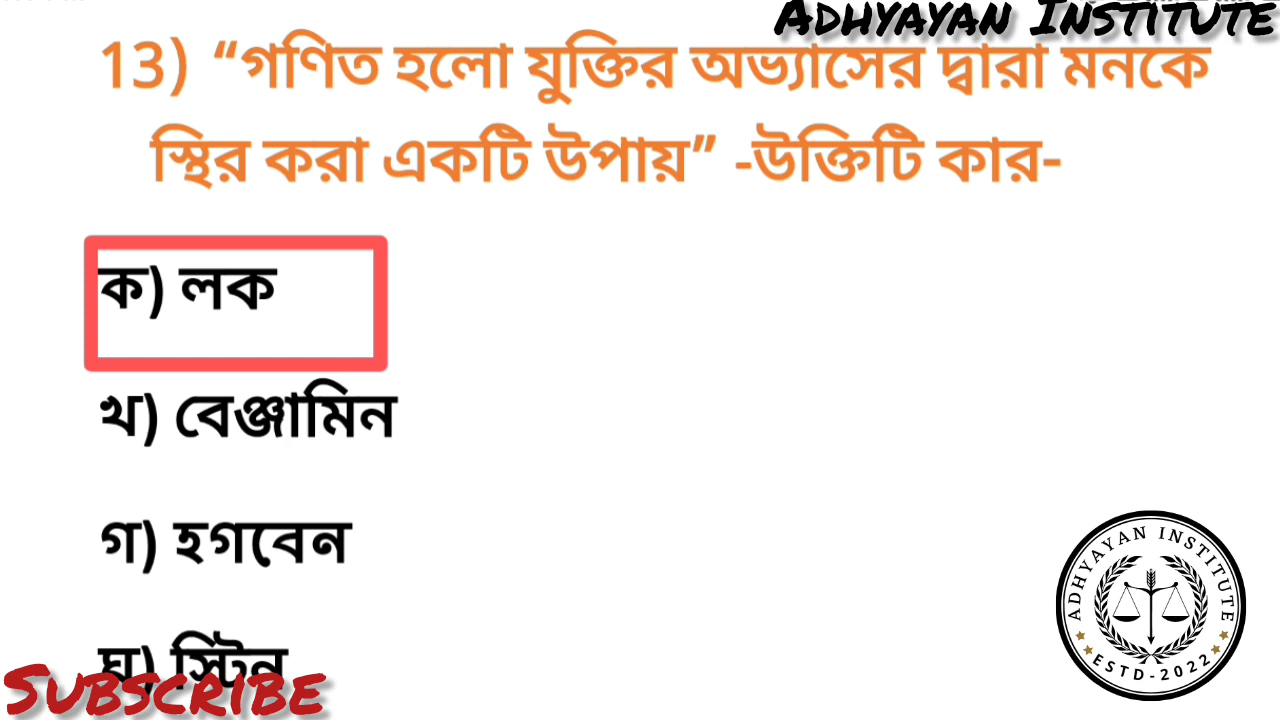 ADHYAYAN INSTITUTE
13) “গণিত হলো যুক্তির অভ্যাসের দ্বারা মনকে
স্থির করা একটি উপায়” -উক্তিটি কার-
ক) লক
খ) বেঞ্জামিন
গ) হগবেন
ঘ) স্টিন
SUBSCRIBE
ADHYAYAN INSTITUTE
ESTD-2022